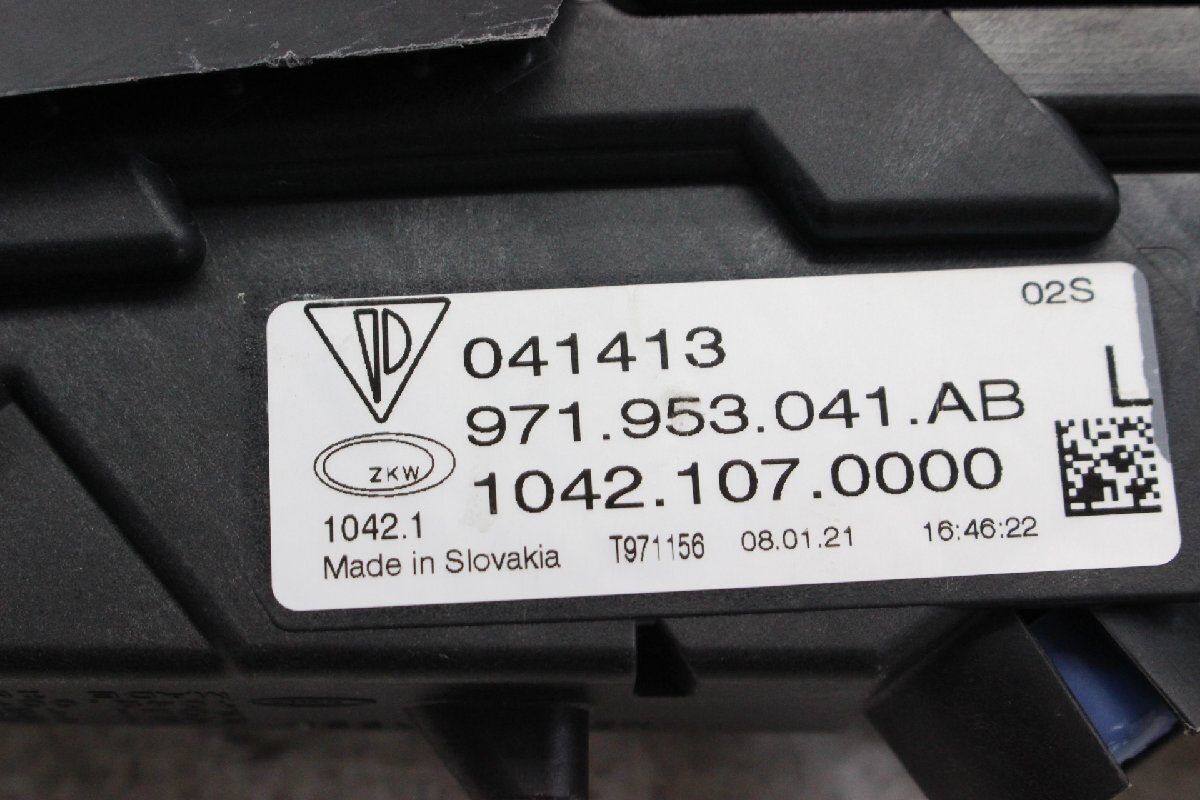 02S
041413
L
971.953.041.AB
ZKW
1042.107.0000
1042.1
Made in Slovakia T971156 08.01.21 16:46:22